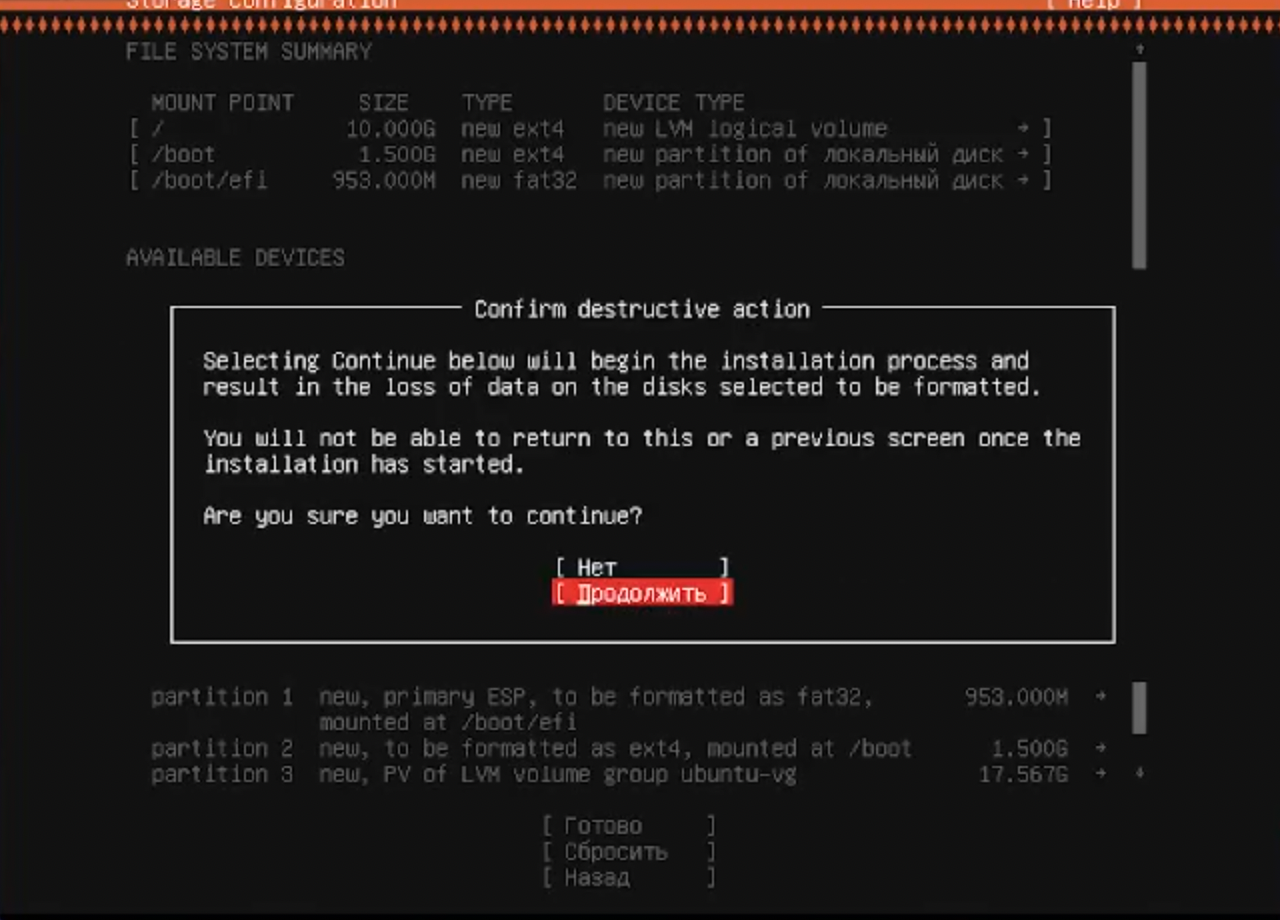 Storage Configuration [ Help ]
FILE SYSTEM SUMMARY
MOUNT POINT SIZE TYPE DEVICE TYPE
[ / 10.000G new ext4 new LVM logical volume → ]
[ /boot 1.500G new ext4 new partition of локальный диск → ]
[ /boot/efi 953.000M new fat32 new partition of локальный диск → ]
AVAILABLE DEVICES
Confirm destructive action
Selecting Continue below will begin the installation process and
result in the loss of data on the disks selected to be formatted.
You will not be able to return to this or a previous screen once the
installation has started.
Are you sure you want to continue?
[ Нет ]
[ Продолжить ]
partition 1 new, primary ESP, to be formatted as fat32, 953.000M →
mounted at /boot/efi
partition 2 new, to be formatted as ext4, mounted at /boot 1.500G →
partition 3 new, PV of LVM volume group ubuntu-vg 17.567G →
[ Готово ]
[ Сбросить ]
[ Назад ]